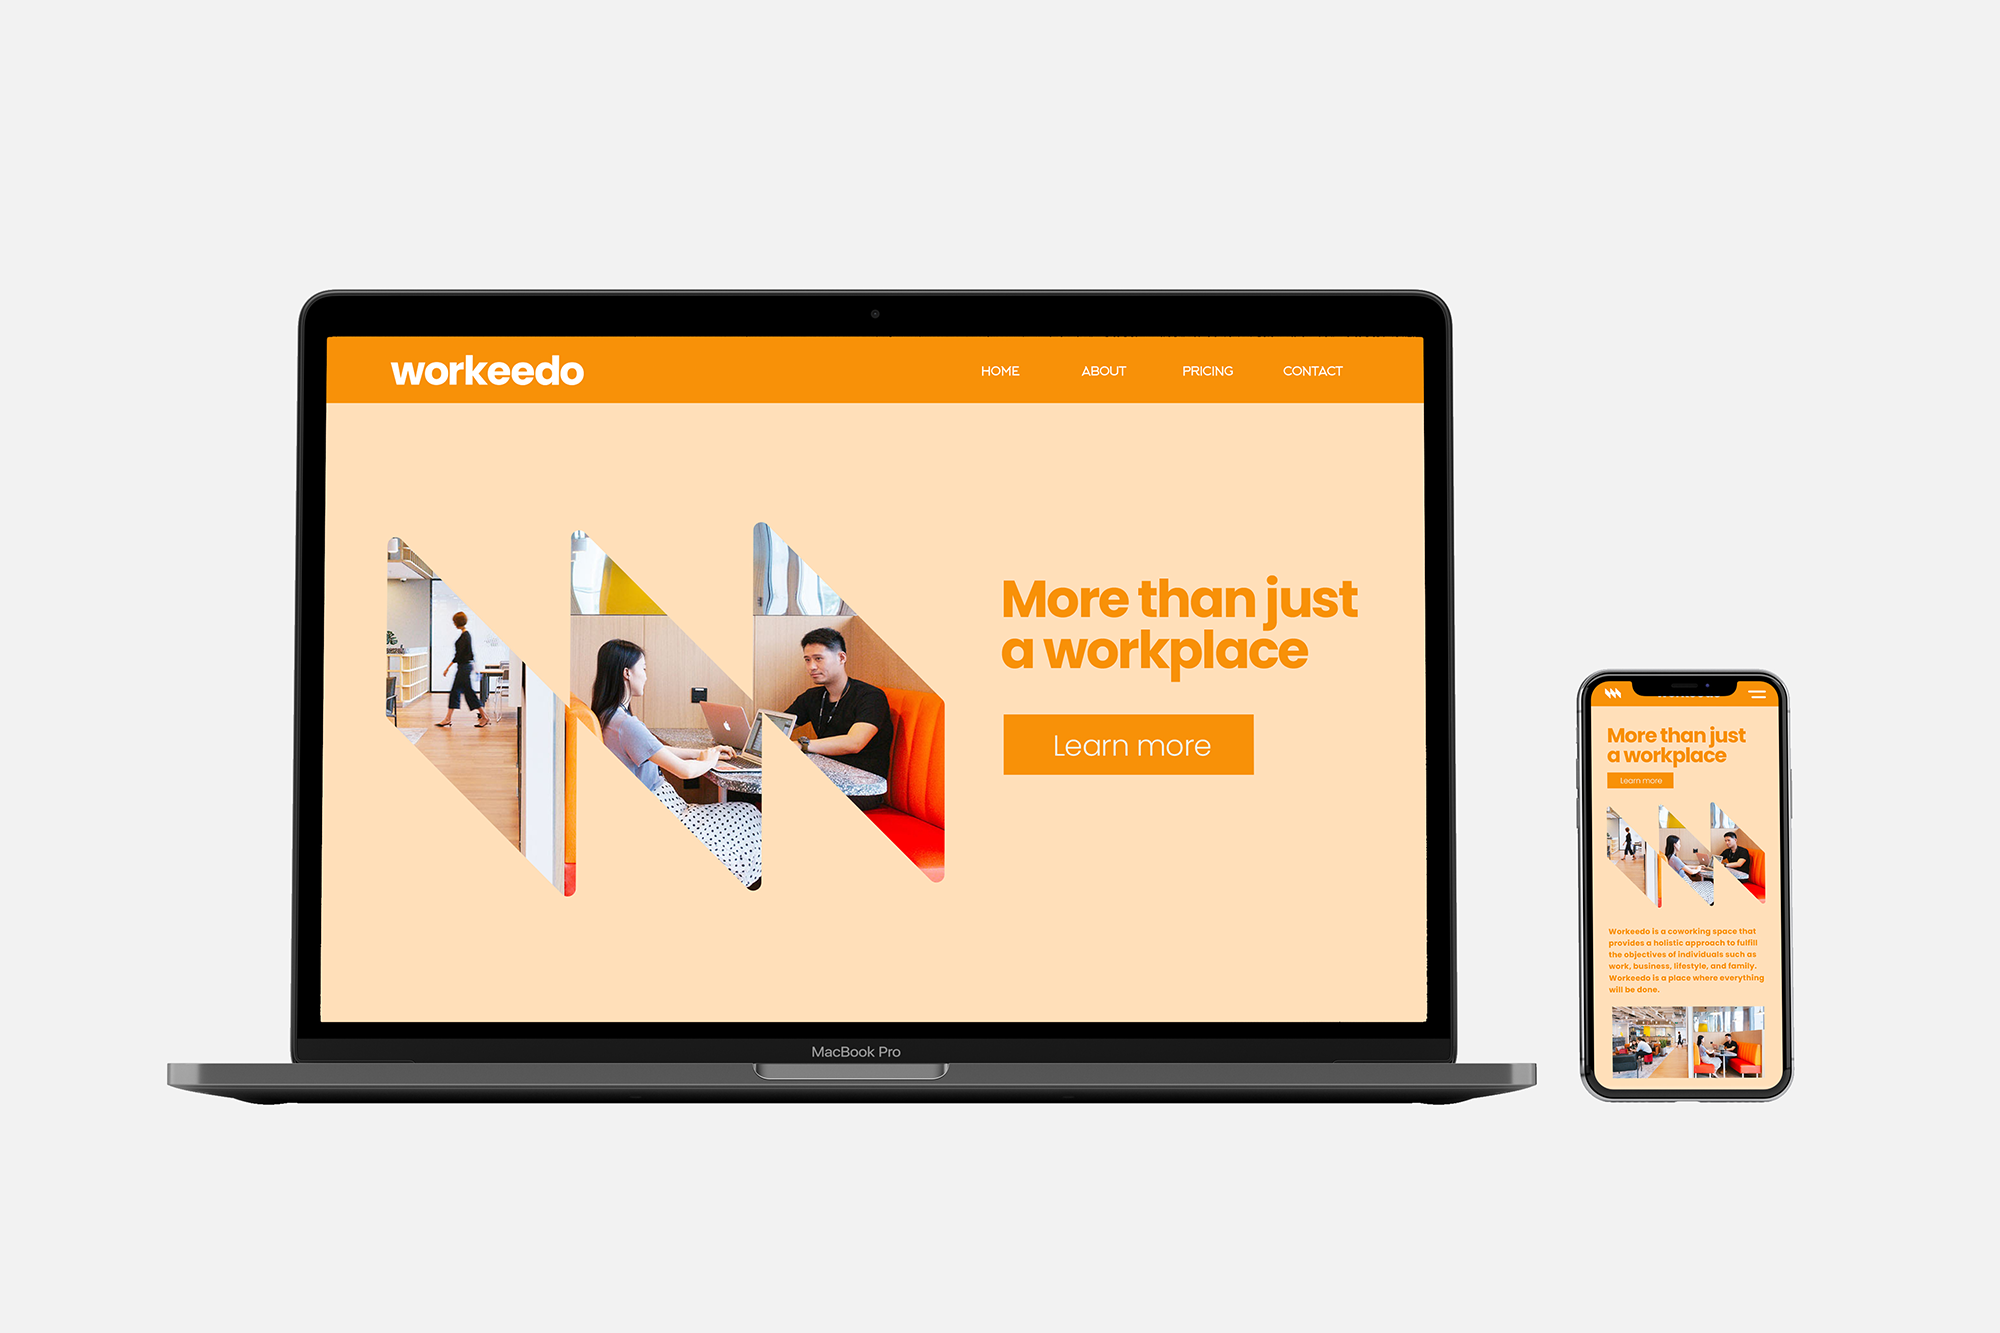 workeedo
HOME
ABOUT
PRICING
CONTACT
More than just
a workplace
Learn more
MacBook Pro
More than just
a workplace
Learn more
Workeedo is a coworking space that
provides a holistic approach to fulfill
the objectives of individuals such as
work, business, lifestyle, and family.
Workeedo is a place where everything
will be done.